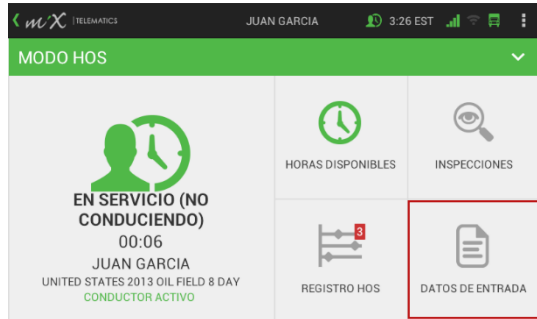 miX TELEMATICS JUAN GARCIA 3:26 EST
MODO HOS
EN SERVICIO (NO
CONDUCIENDO)
00:06
JUAN GARCIA
UNITED STATES 2013 OIL FIELD 8 DAY
CONDUCTOR ACTIVO
HORAS DISPONIBLES
INSPECCIONES
3
REGISTRO HOS
DATOS DE ENTRADA